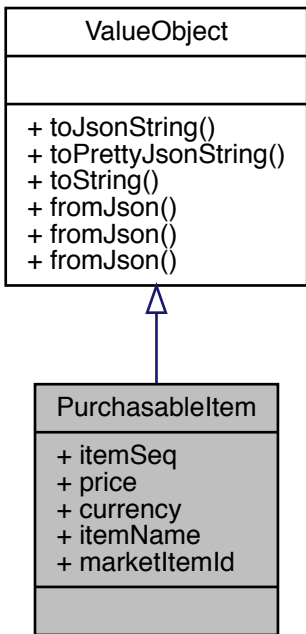 ValueObject
+ toJsonString()
+ toPrettyJsonString()
+ toString()
+ fromJson()
+ fromJson()
+ fromJson()
PurchasableItem
+ itemSeq
+ price
+ currency
+ itemName
+ marketItemId